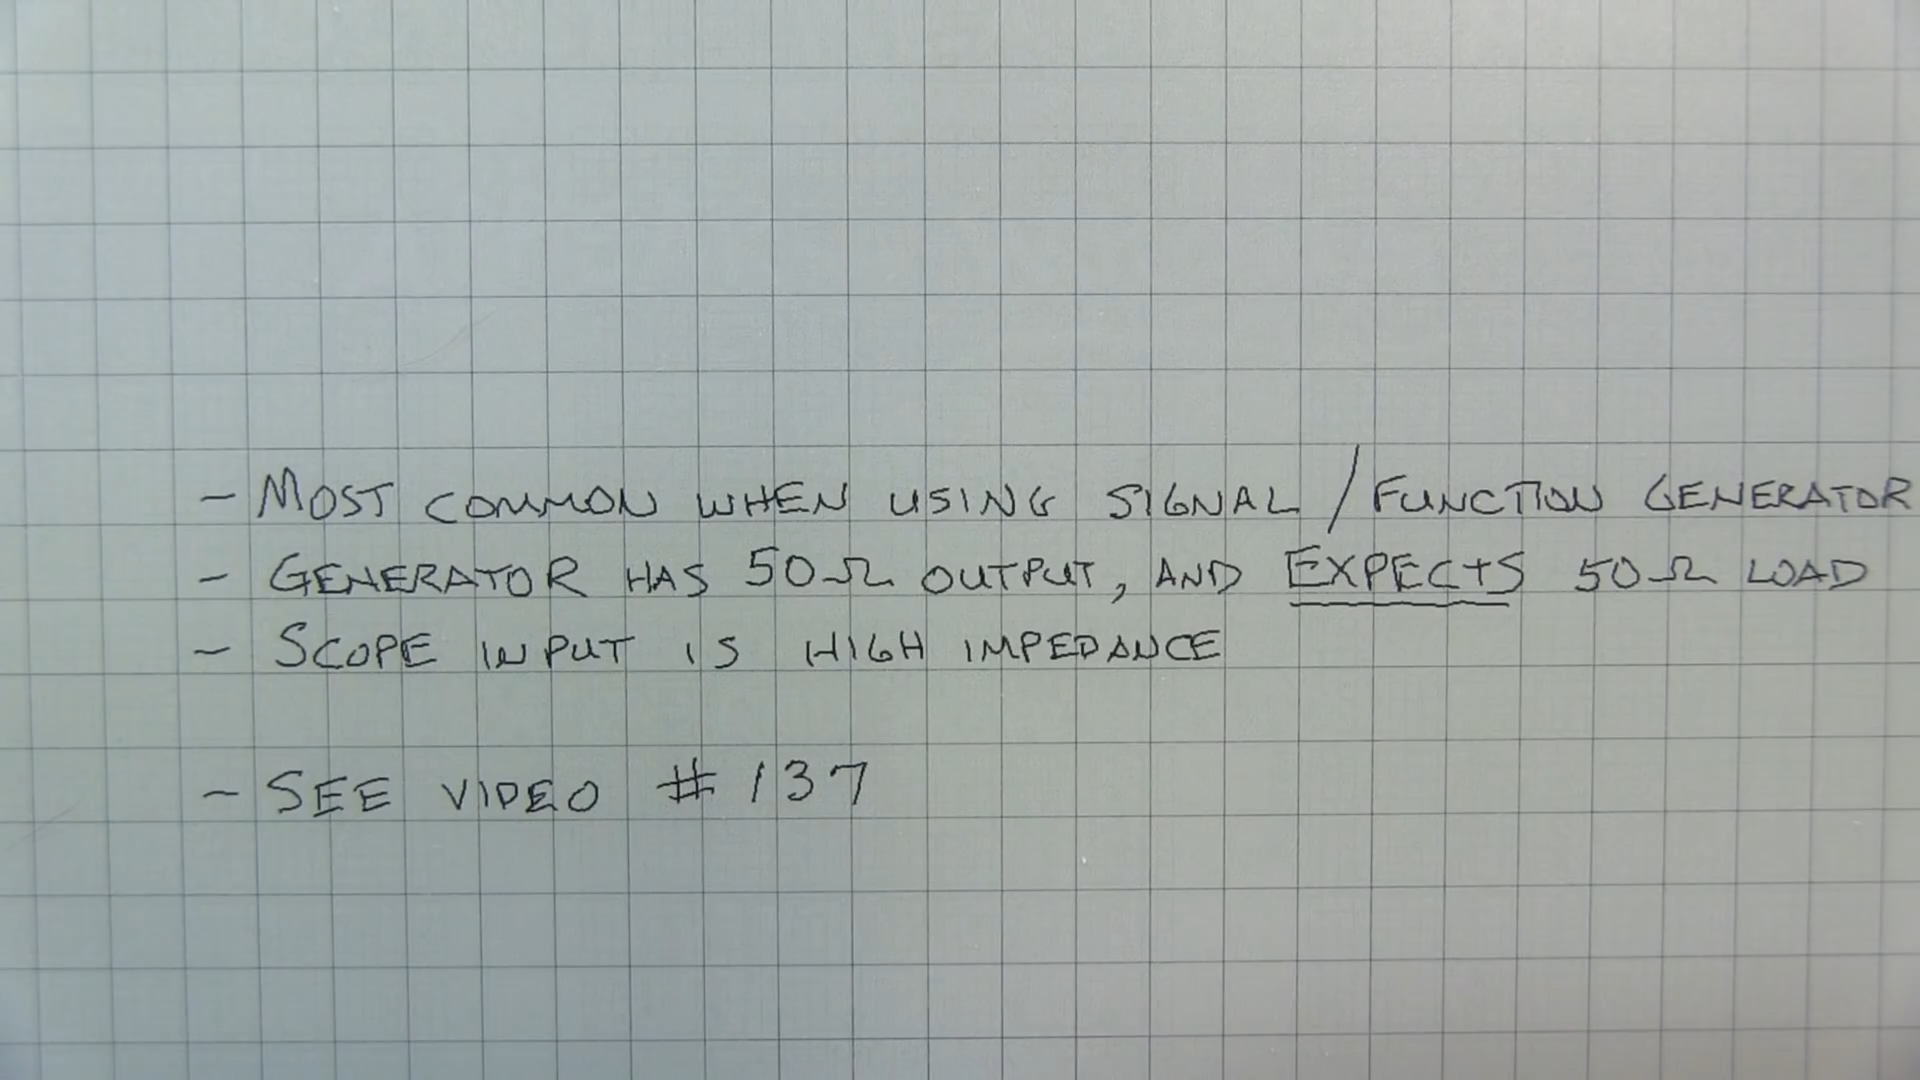 - MOST COMMON WHEN USING SIGNAL / FUNCTION GENERATOR
- GENERATOR HAS 50Ω OUTPUT, AND EXPECTS 50Ω LOAD
- SCOPE INPUT IS HIGH IMPEDANCE
- SEE VIDEO # 137